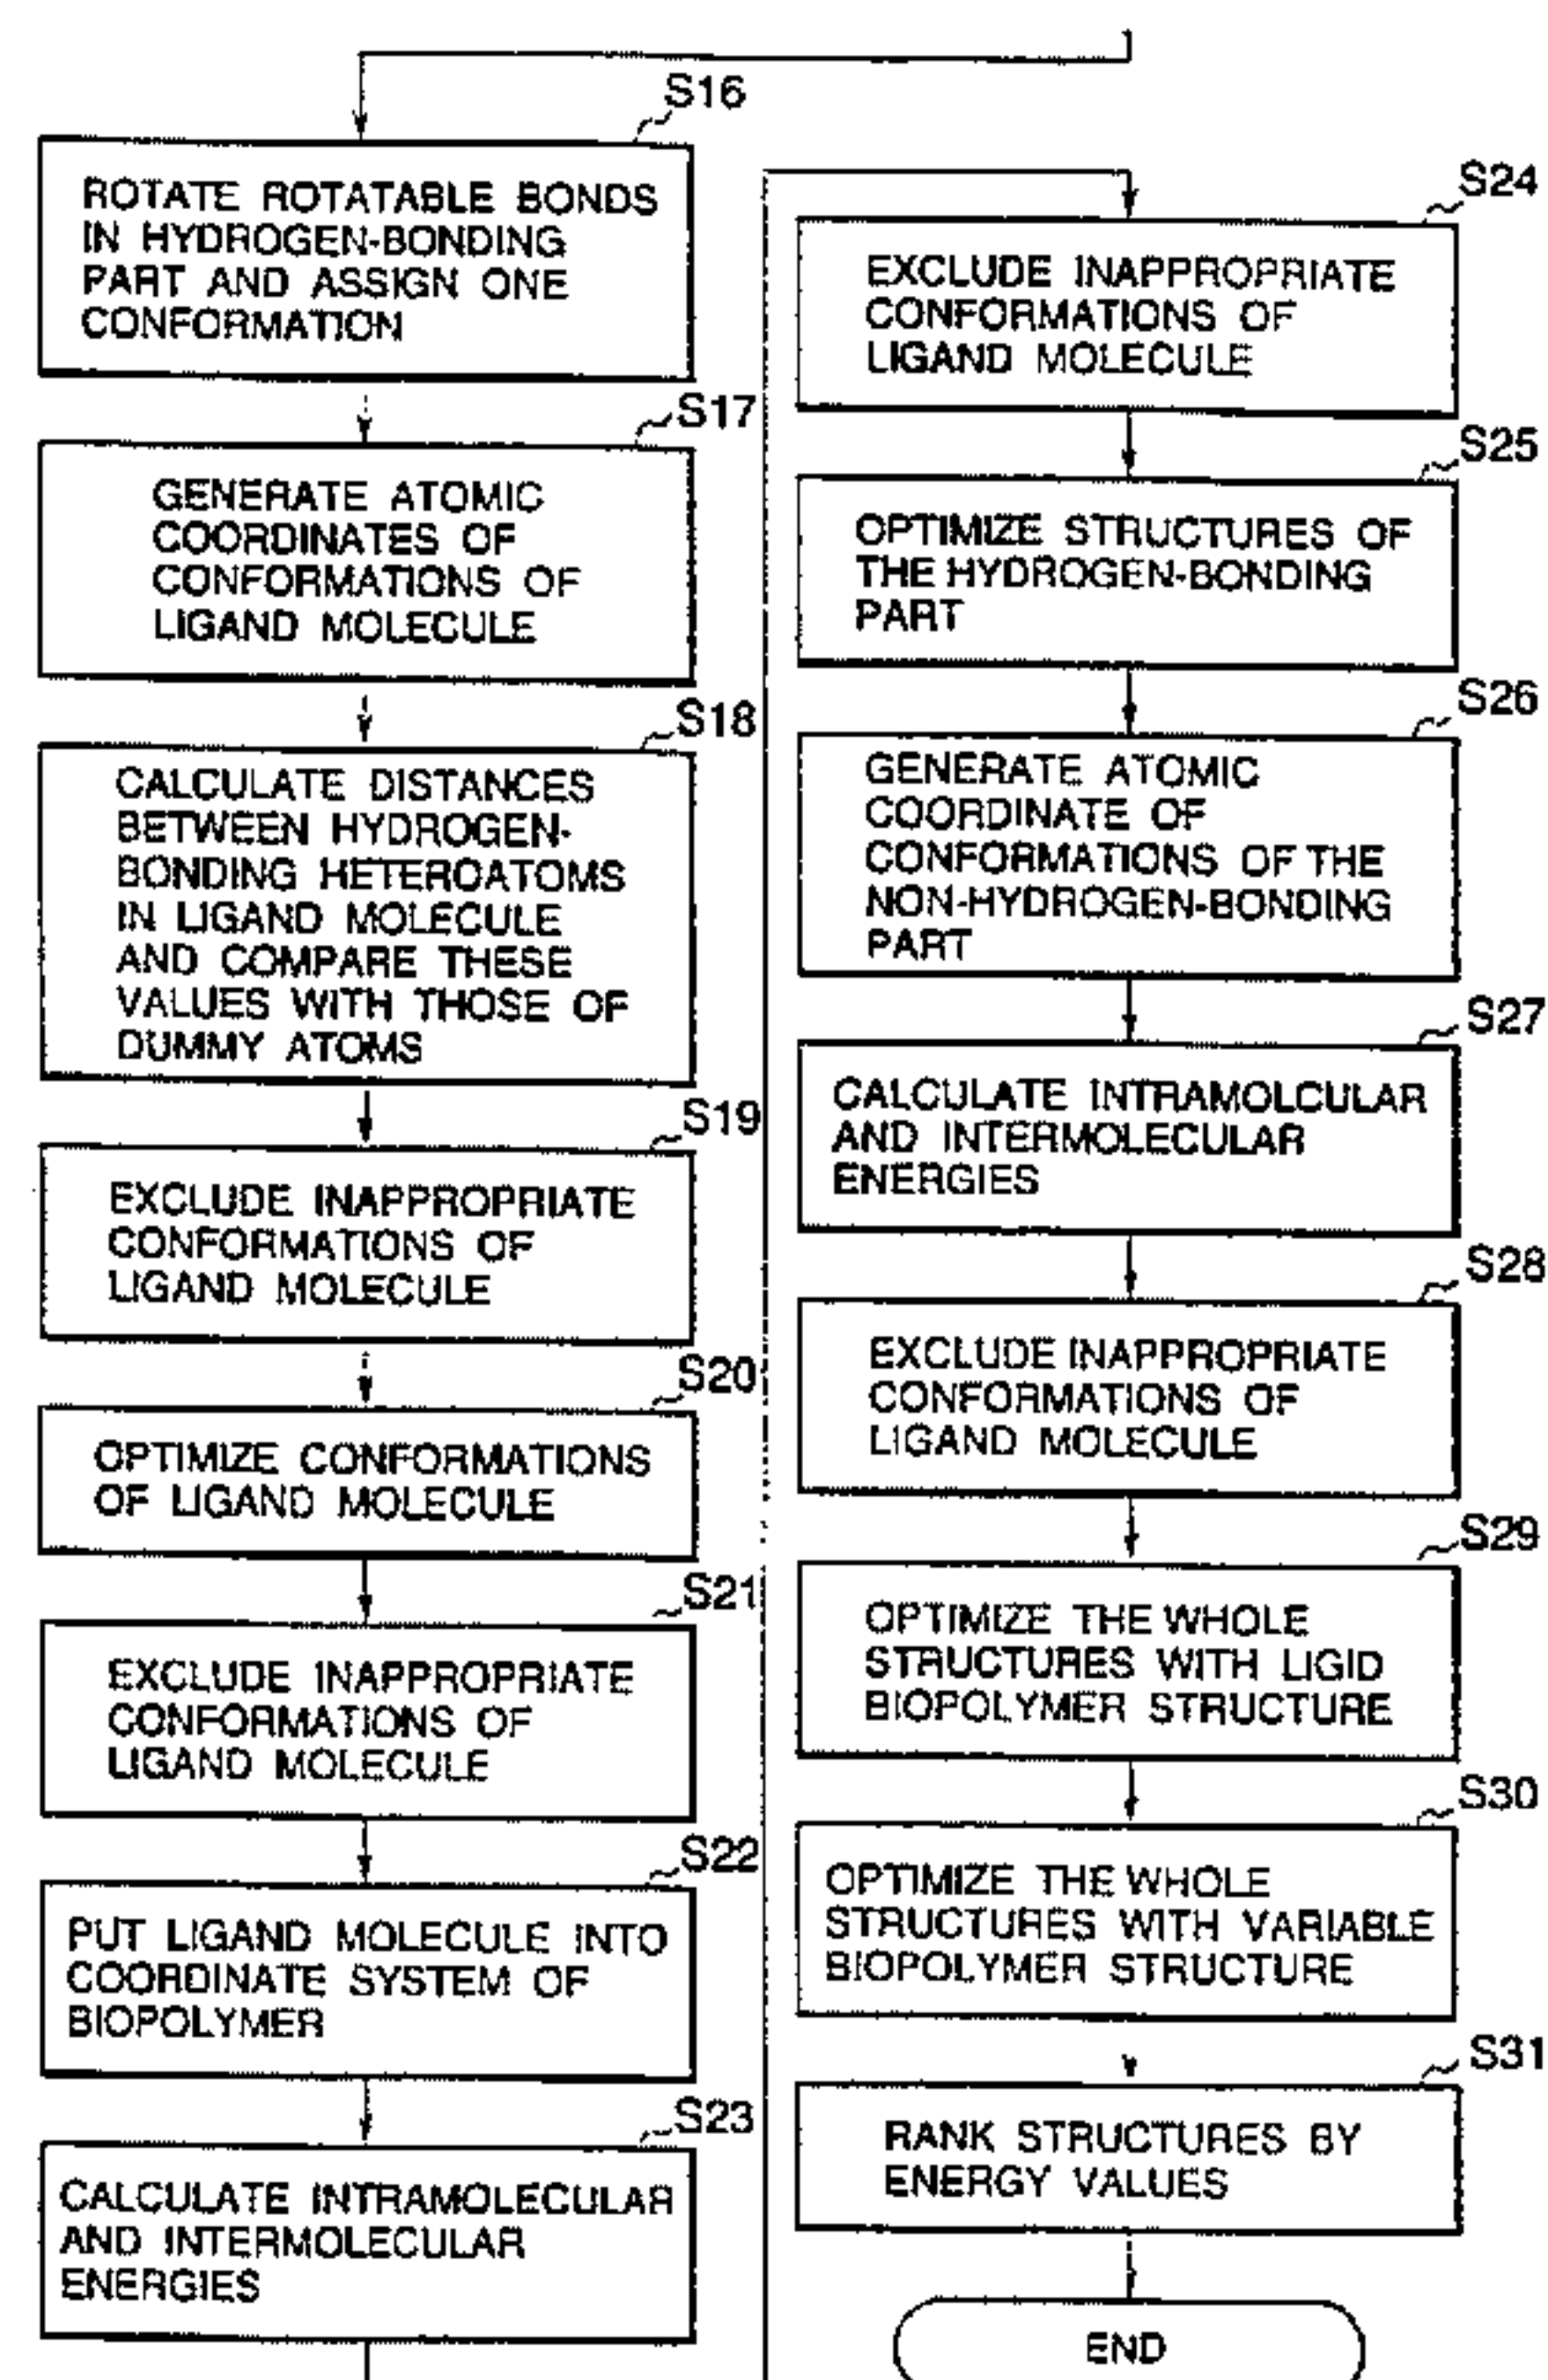 S16
ROTATE ROTATABLE BONDS
IN HYDROGEN-BONDING
PART AND ASSIGN ONE
CONFORMATION
S17
GENERATE ATOMIC
COORDINATES OF
CONFORMATIONS OF
LIGAND MOLECULE
S18
CALCULATE DISTANCES
BETWEEN HYDROGEN-
BONDING HETEROATOMS
IN LIGAND MOLECULE
AND COMPARE THESE
VALUES WITH THOSE OF
DUMMY ATOMS
S19
EXCLUDE INAPPROPRIATE
CONFORMATIONS OF
LIGAND MOLECULE
S20
OPTIMIZE CONFORMATIONS
OF LIGAND MOLECULE
S21
EXCLUDE INAPPROPRIATE
CONFORMATIONS OF
LIGAND MOLECULE
S22
PUT LIGAND MOLECULE INTO
COORDINATE SYSTEM OF
BIOPOLYMER
S23
CALCULATE INTRAMOLECULAR
AND INTERMOLECULAR
ENERGIES
S24
EXCLUDE INAPPROPRIATE
CONFORMATIONS OF
LIGAND MOLECULE
S25
OPTIMIZE STRUCTURES OF
THE HYDROGEN-BONDING
PART
S26
GENERATE ATOMIC
COORDINATE OF
CONFORMATIONS OF THE
NON-HYDROGEN-BONDING
PART
S27
CALCULATE INTRAMOLCULAR
AND INTERMOLECULAR
ENERGIES
S28
EXCLUDE INAPPROPRIATE
CONFORMATIONS OF
LIGAND MOLECULE
S29
OPTIMIZE THE WHOLE
STRUCTURES WITH LIGID
BIOPOLYMER STRUCTURE
S30
OPTIMIZE THE WHOLE
STRUCTURES WITH VARIABLE
BIOPOLYMER STRUCTURE
S31
RANK STRUCTURES BY
ENERGY VALUES
END